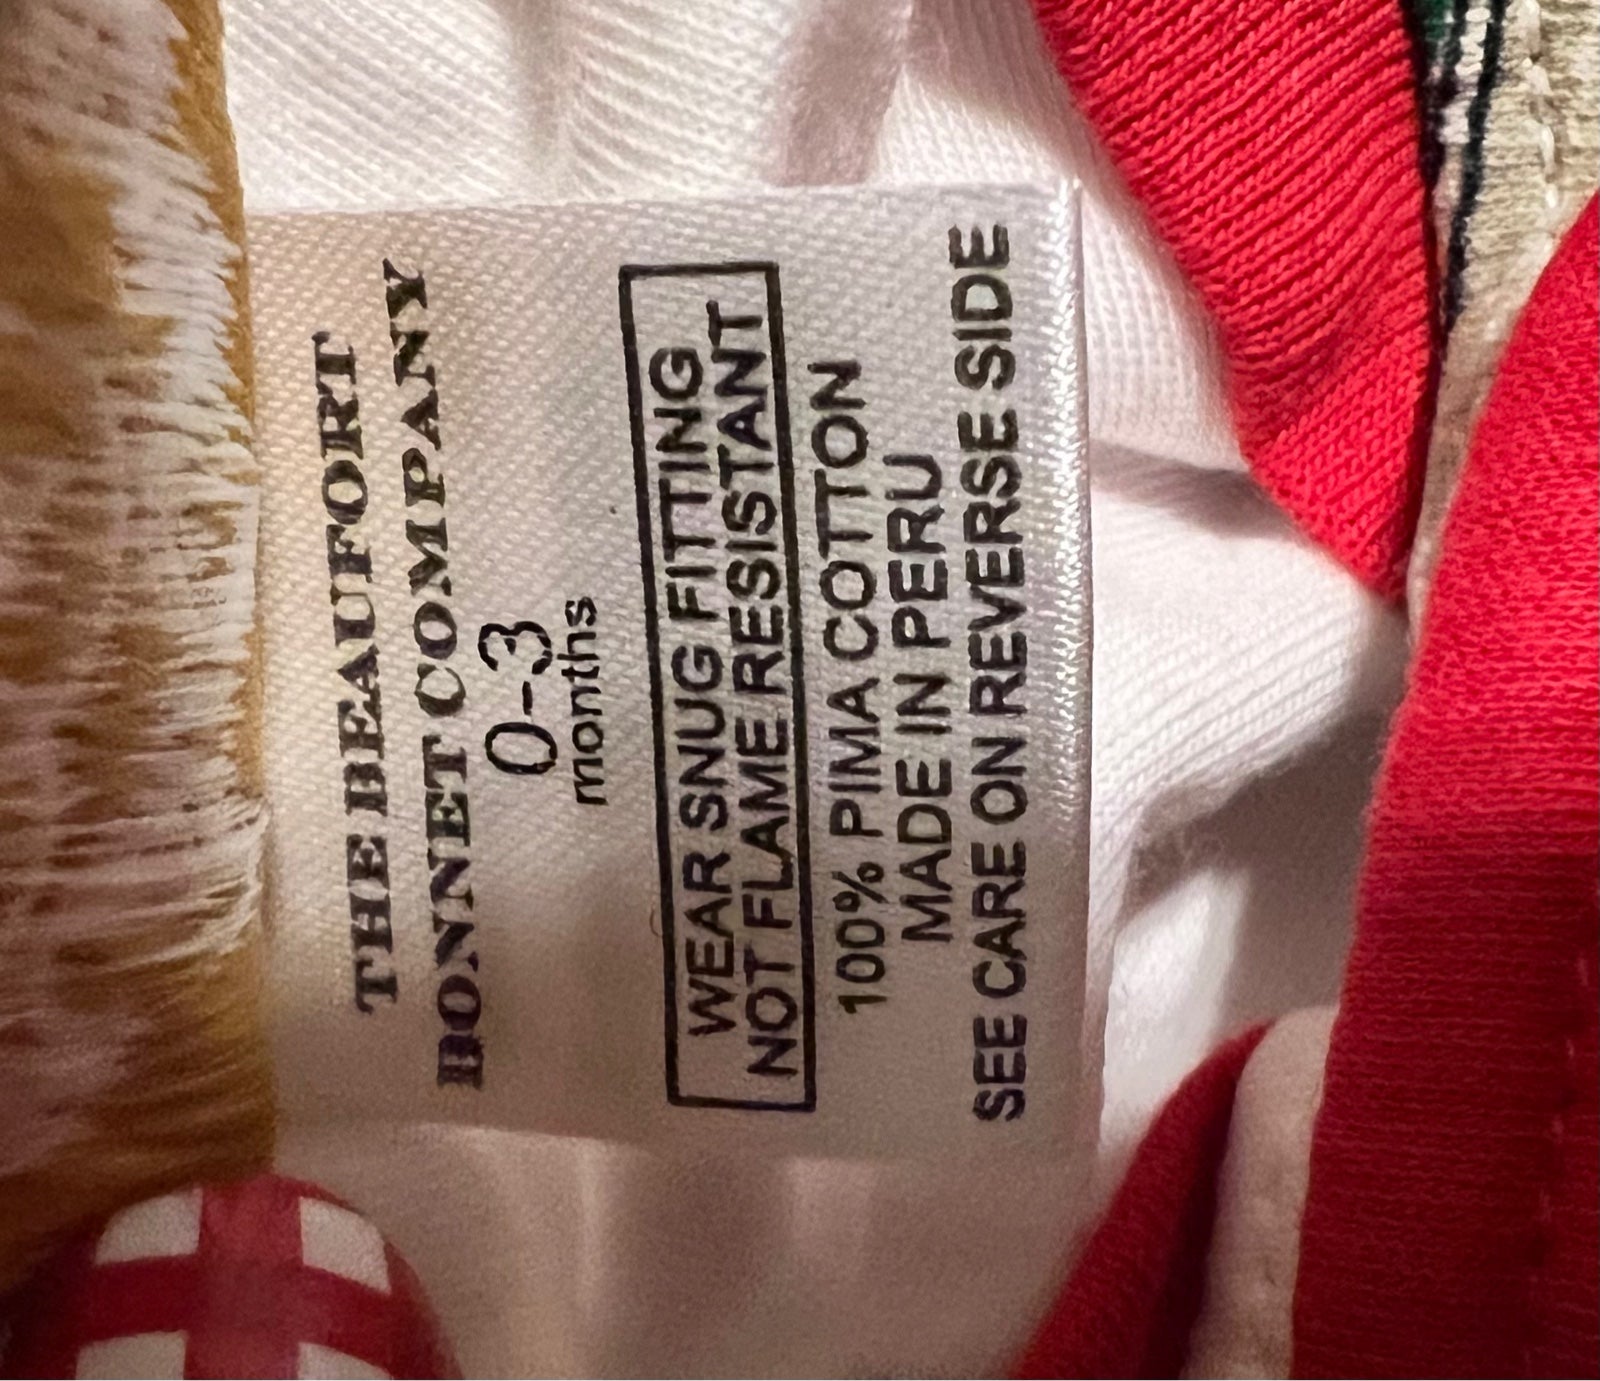 THE BEAUFORT
BONNET COMPANY
0-3
months
WEAR SNUG FITTING
NOT FLAME RESISTANT
100% PIMA COTTON
MADE IN PERU
SEE CARE ON REVERSE SIDE